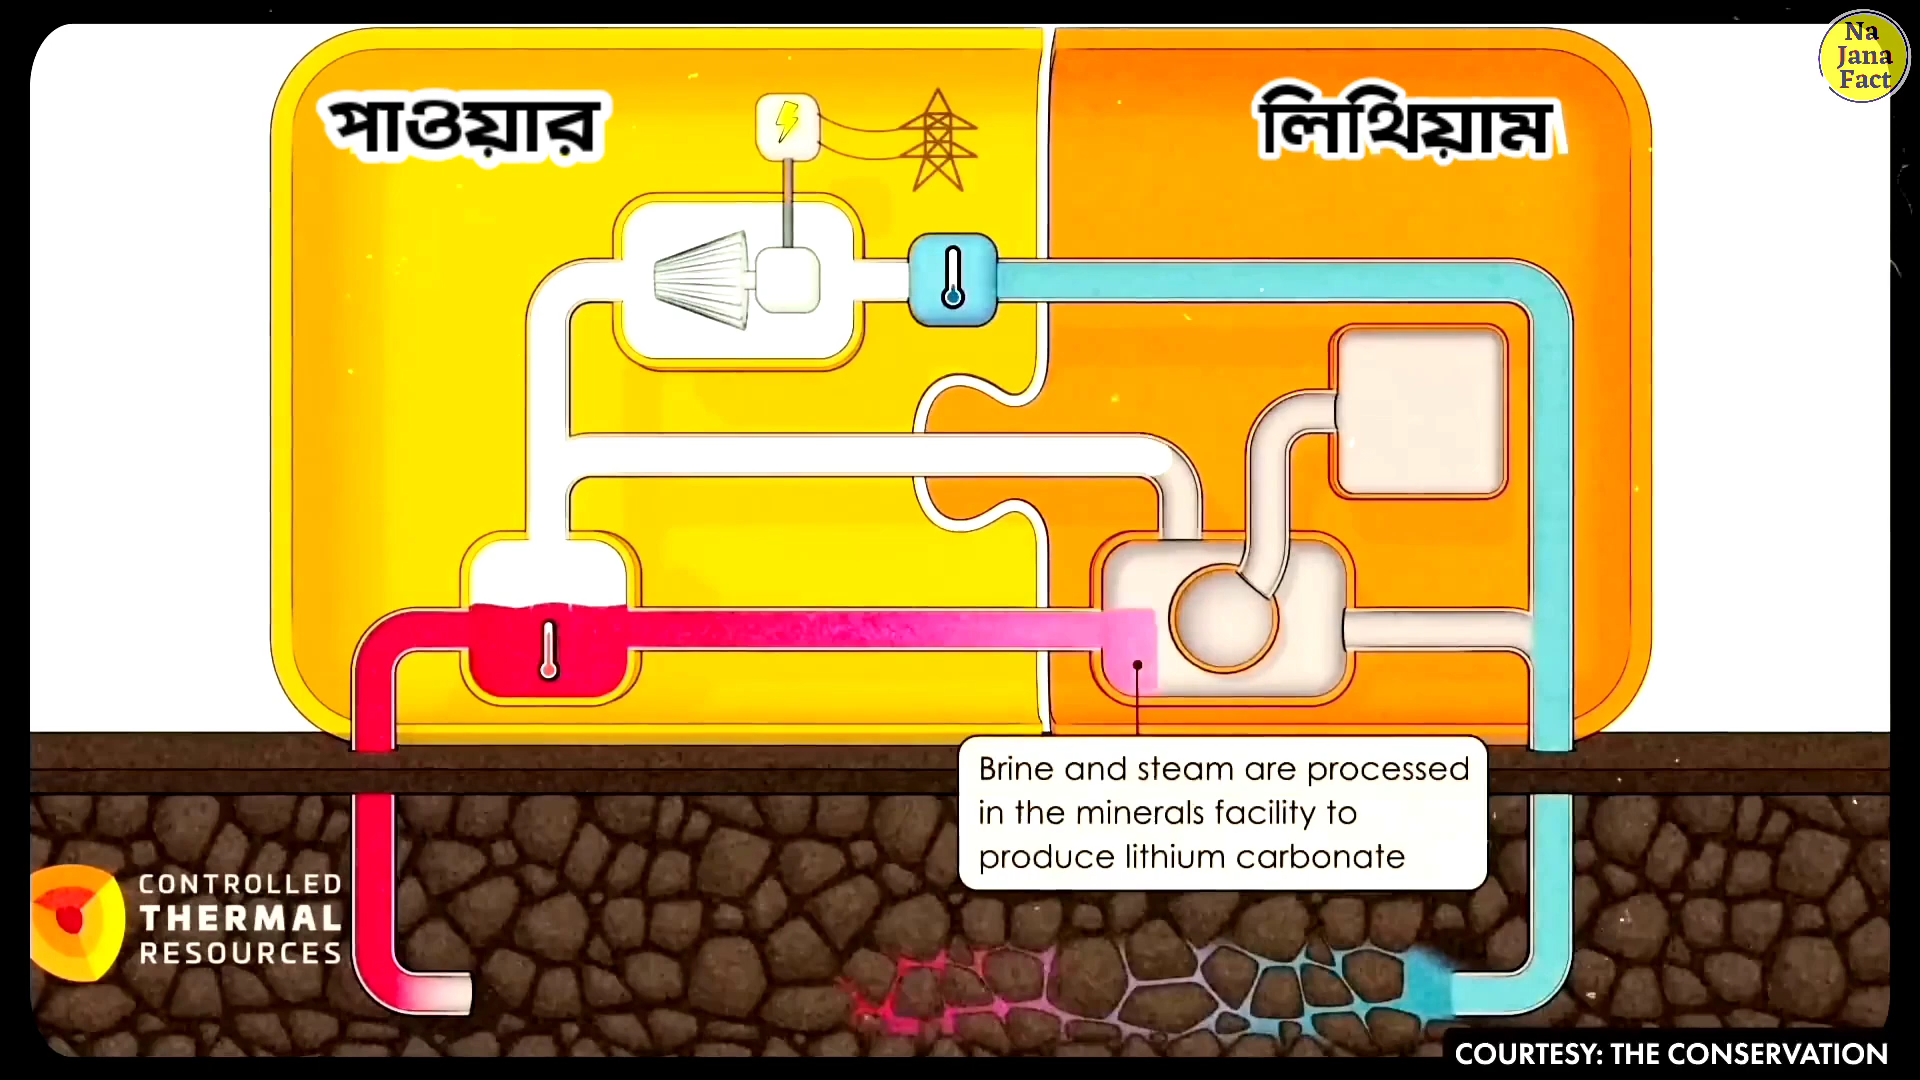 পাওয়ার
লিথিয়াম
Na
Jana
Fact
Brine and steam are processed
in the minerals facility to
produce lithium carbonate
CONTROLLED
THERMAL
RESOURCES
COURTESY: THE CONSERVATION